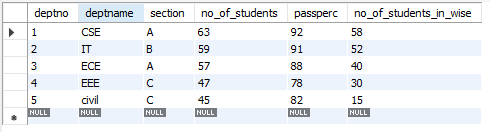 deptno deptname section no_of_students passperc no_of_students_in_wise
1 CSE A 63 92 58
2 IT B 59 91 52
3 ECE A 57 88 40
4 EEE C 47 78 30
5 civil C 45 82 15
NULL NULL NULL NULL NULL NULL